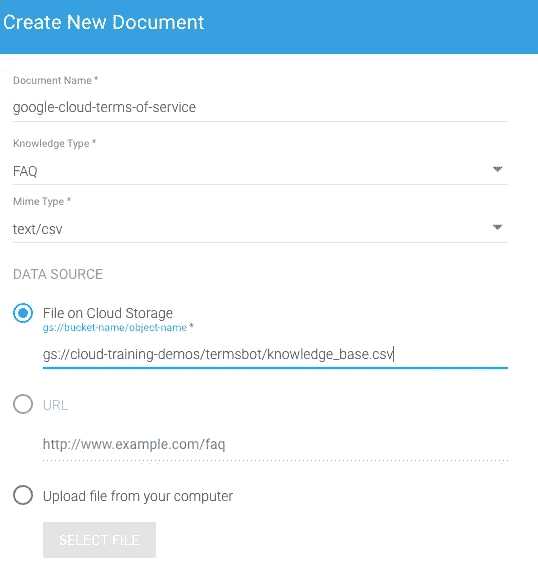 Create New Document
Document Name *
google-cloud-terms-of-service
Knowledge Type *
FAQ
Mime Type *
text/csv
DATA SOURCE
File on Cloud Storage
gs://bucket-name/object-name *
gs://cloud-training-demos/termsbot/knowledge_base.csv
URL
http://www.example.com/faq
Upload file from your computer
SELECT FILE